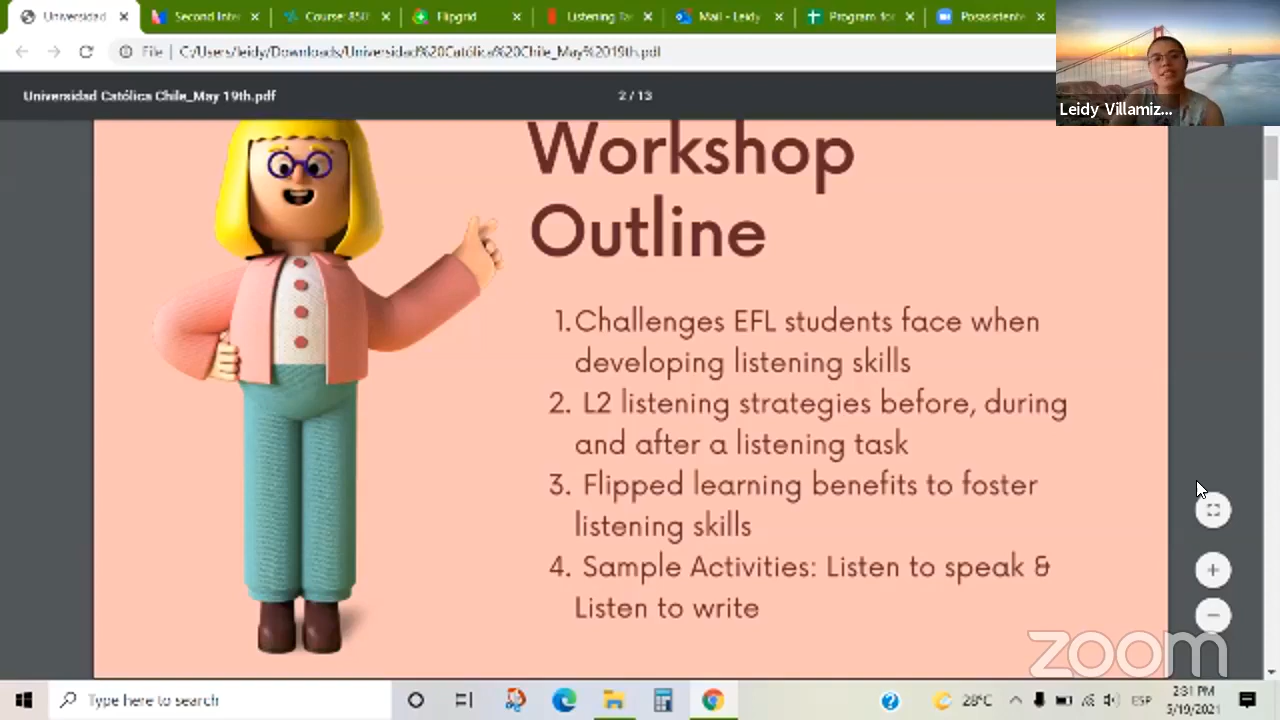 Universidad
Second Inte
Course: 850
Flipgrid
Listening Ta
Mail - Leidy
Program for
Posasistente
File | C:/Users/leidy/Downloads/Universidad%20Católica%20Chile_May%2019th.pdf
Universidad Católica Chile_May 19th.pdf
2 / 13
Leidy Villamiz...
Workshop
Outline
1.Challenges EFL students face when
developing listening skills
2. L2 listening strategies before, during
and after a listening task
3. Flipped learning benefits to foster
listening skills
4. Sample Activities: Listen to speak &
Listen to write
zoom
Type here to search
28°C
ESP
2:31 PM
5/19/2021